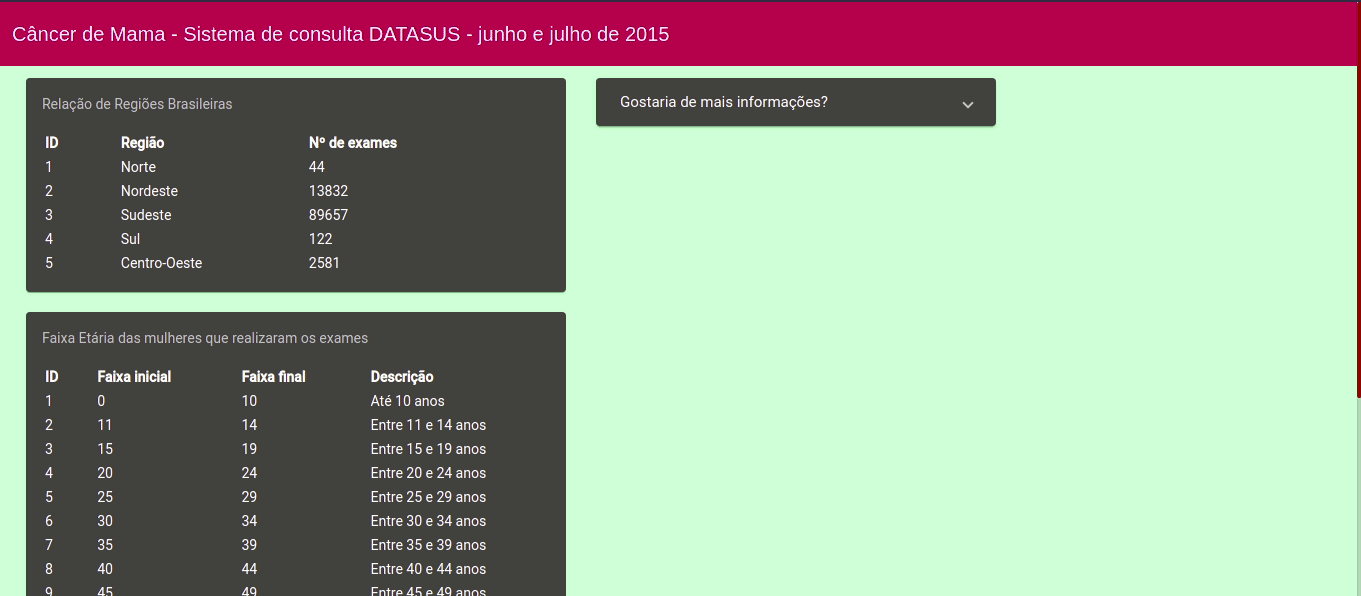 Câncer de Mama - Sistema de consulta DATASUS - junho e julho de 2015
Relação de Regiões Brasileiras
ID Região Nº de exames
1 Norte 44
2 Nordeste 13832
3 Sudeste 89657
4 Sul 122
5 Centro-Oeste 2581
Gostaria de mais informações?
Faixa Etária das mulheres que realizaram os exames
ID Faixa inicial Faixa final Descrição
1 0 10 Até 10 anos
2 11 14 Entre 11 e 14 anos
3 15 19 Entre 15 e 19 anos
4 20 24 Entre 20 e 24 anos
5 25 29 Entre 25 e 29 anos
6 30 34 Entre 30 e 34 anos
7 35 39 Entre 35 e 39 anos
8 40 44 Entre 40 e 44 anos
9 45 49 Entre 45 e 49 anos